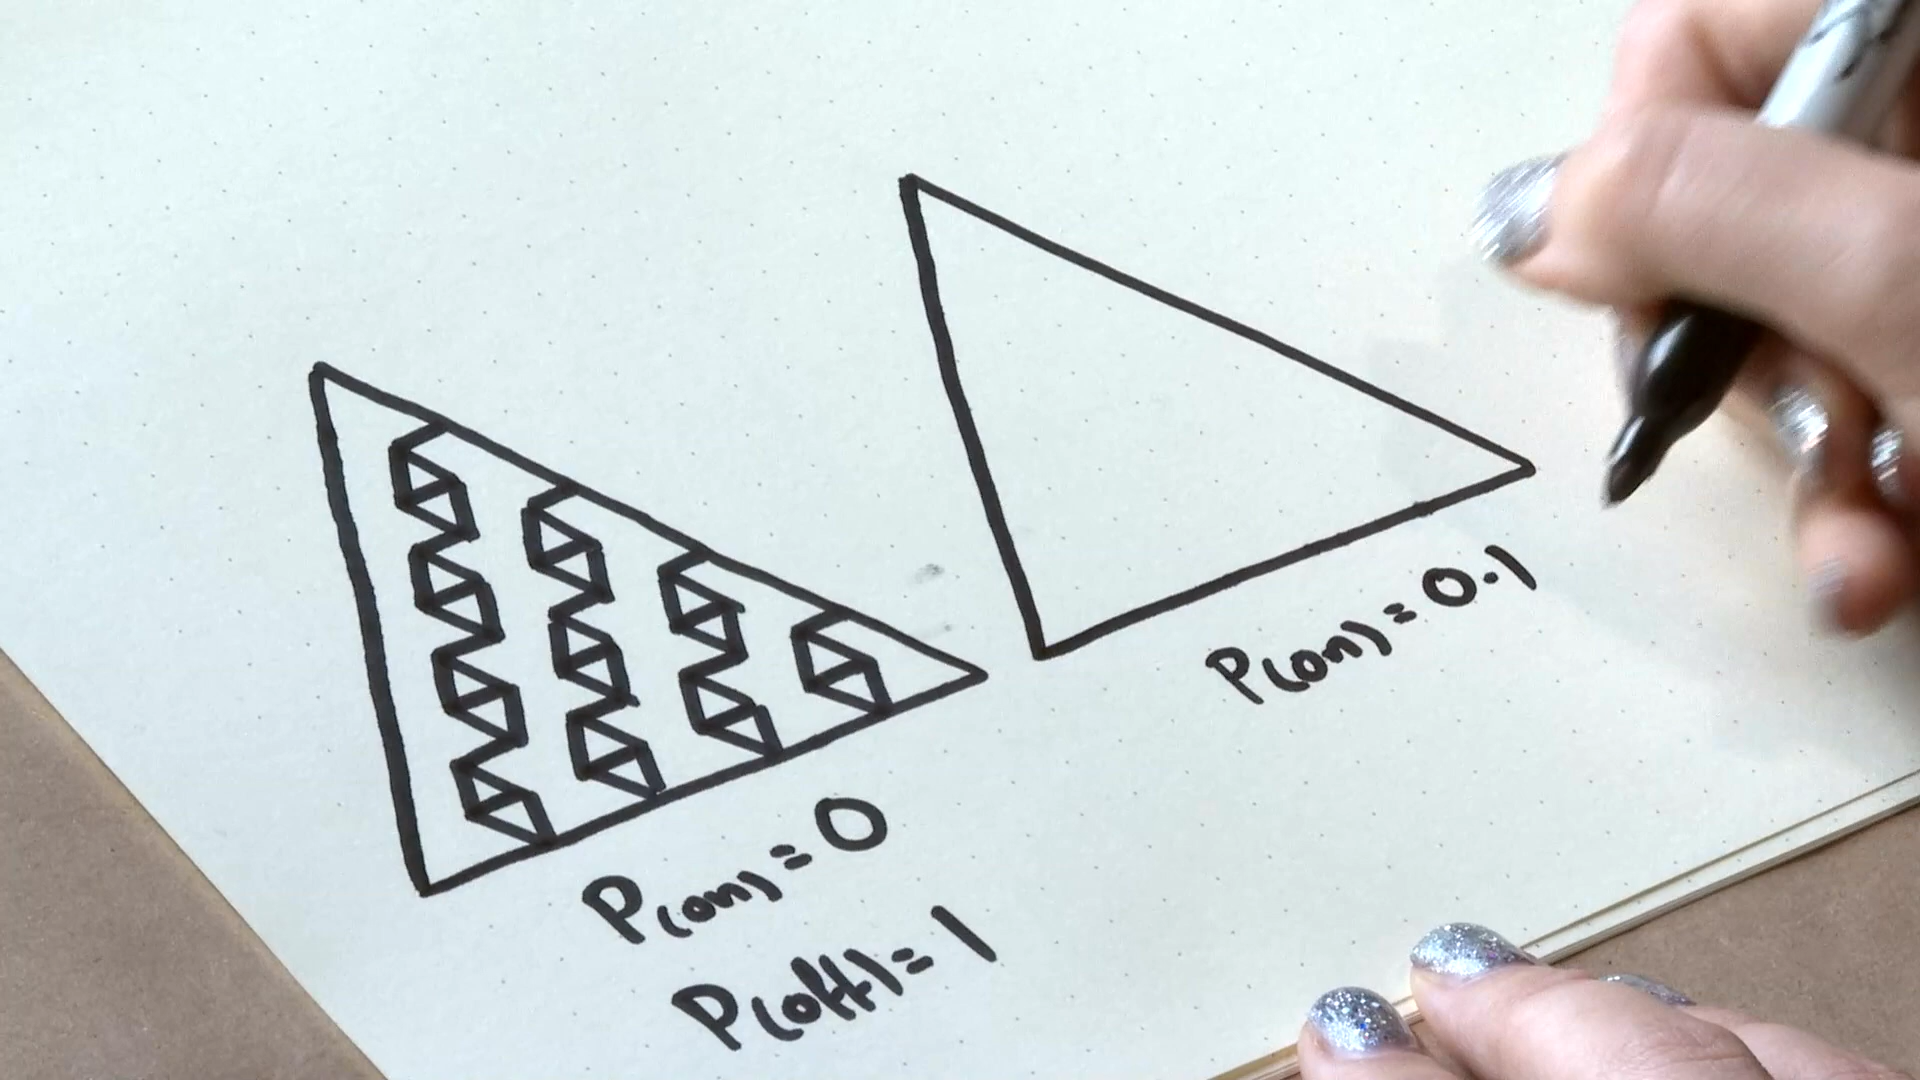 P(on) = 0.1
P(on) = 0
P(off) = 1